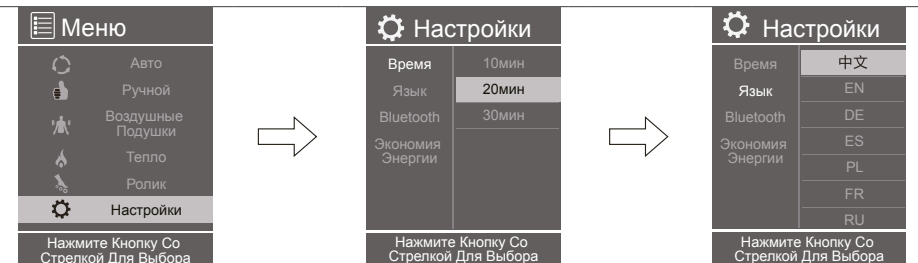 Меню
Авто
Ручной
Воздушные
Подушки
Тепло
Ролик
Настройки
Нажмите Кнопку Со
Стрелкой Для Выбора
Настройки
Время
Язык
Bluetooth
Экономия
Энергии
10мин
20мин
30мин
Нажмите Кнопку Со
Стрелкой Для Выбора
Настройки
Время
Язык
Bluetooth
Экономия
Энергии
中文
EN
DE
ES
PL
FR
RU
Нажмите Кнопку Со
Стрелкой Для Выбора